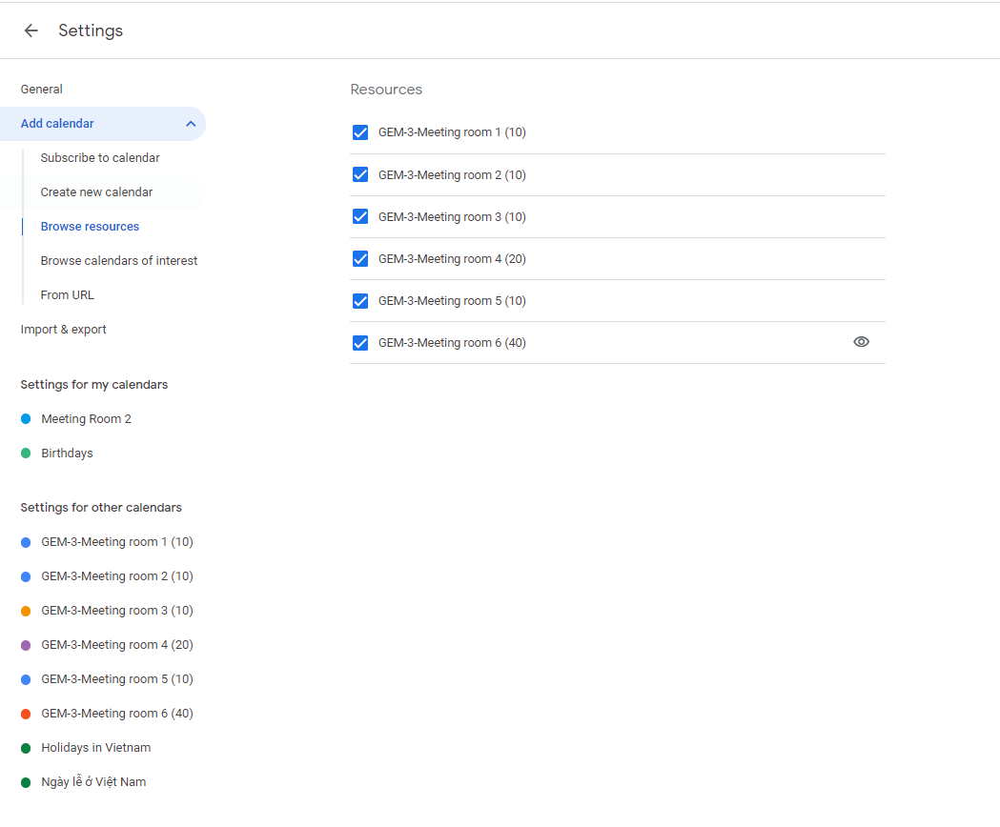 Settings
General
Add calendar
Subscribe to calendar
Create new calendar
Browse resources
Browse calendars of interest
From URL
Import & export
Settings for my calendars
Meeting Room 2
Birthdays
Settings for other calendars
GEM-3-Meeting room 1 (10)
GEM-3-Meeting room 2 (10)
GEM-3-Meeting room 3 (10)
GEM-3-Meeting room 4 (20)
GEM-3-Meeting room 5 (10)
GEM-3-Meeting room 6 (40)
Holidays in Vietnam
Ngày lễ ở Việt Nam
Resources
GEM-3-Meeting room 1 (10)
GEM-3-Meeting room 2 (10)
GEM-3-Meeting room 3 (10)
GEM-3-Meeting room 4 (20)
GEM-3-Meeting room 5 (10)
GEM-3-Meeting room 6 (40)